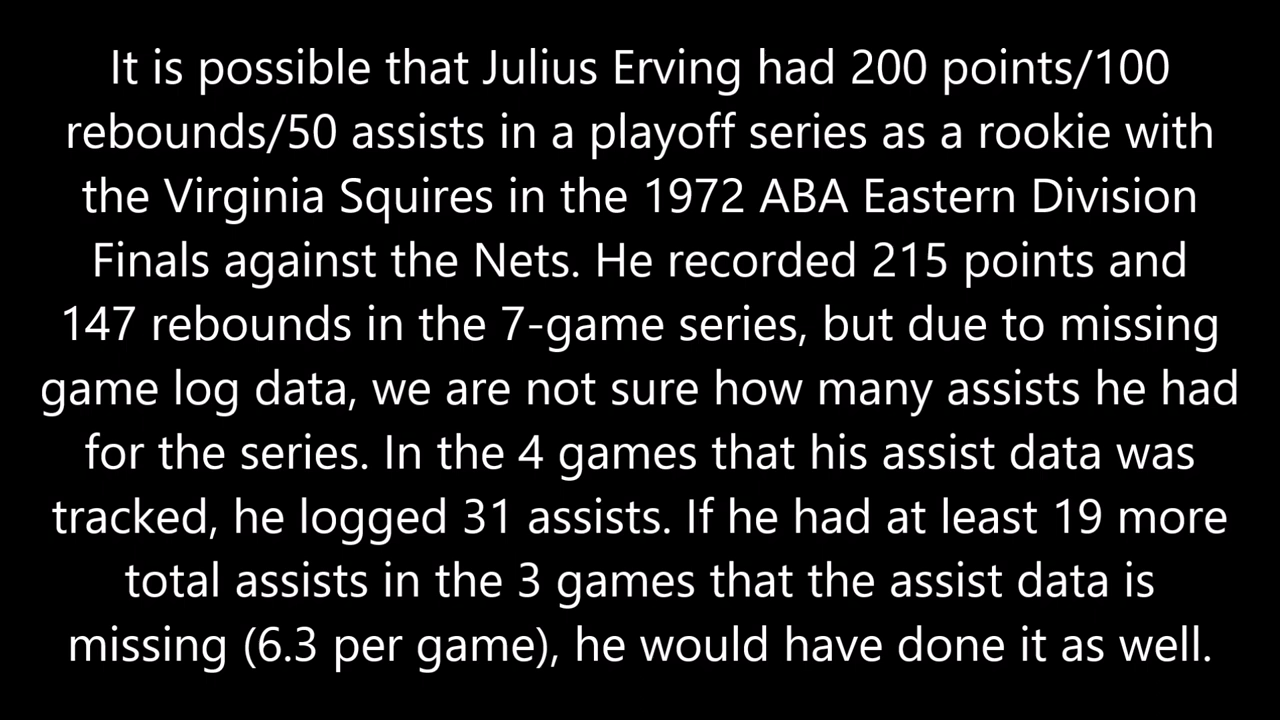 It is possible that Julius Erving had 200 points/100
rebounds/50 assists in a playoff series as a rookie with
the Virginia Squires in the 1972 ABA Eastern Division
Finals against the Nets. He recorded 215 points and
147 rebounds in the 7-game series, but due to missing
game log data, we are not sure how many assists he had
for the series. In the 4 games that his assist data was
tracked, he logged 31 assists. If he had at least 19 more
total assists in the 3 games that the assist data is
missing (6.3 per game), he would have done it as well.